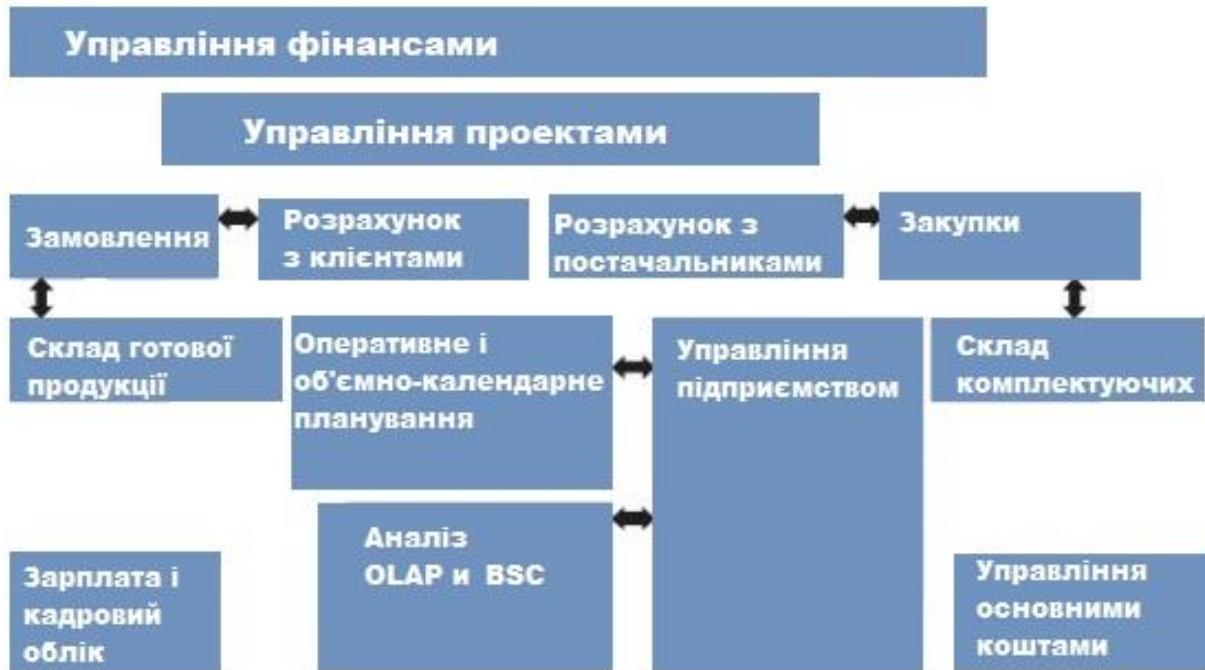 Управління фінансами
Управління проектами
Замовлення
Розрахунок
з клієнтами
Розрахунок з
постачальниками
Закупки
Склад готової
продукції
Оперативне і
об'ємно-календарне
планування
Управління
підприємством
Склад
комплектуючих
Зарплата і
кадровий
облік
Аналіз
OLAP и BSC
Управління
основними
коштами